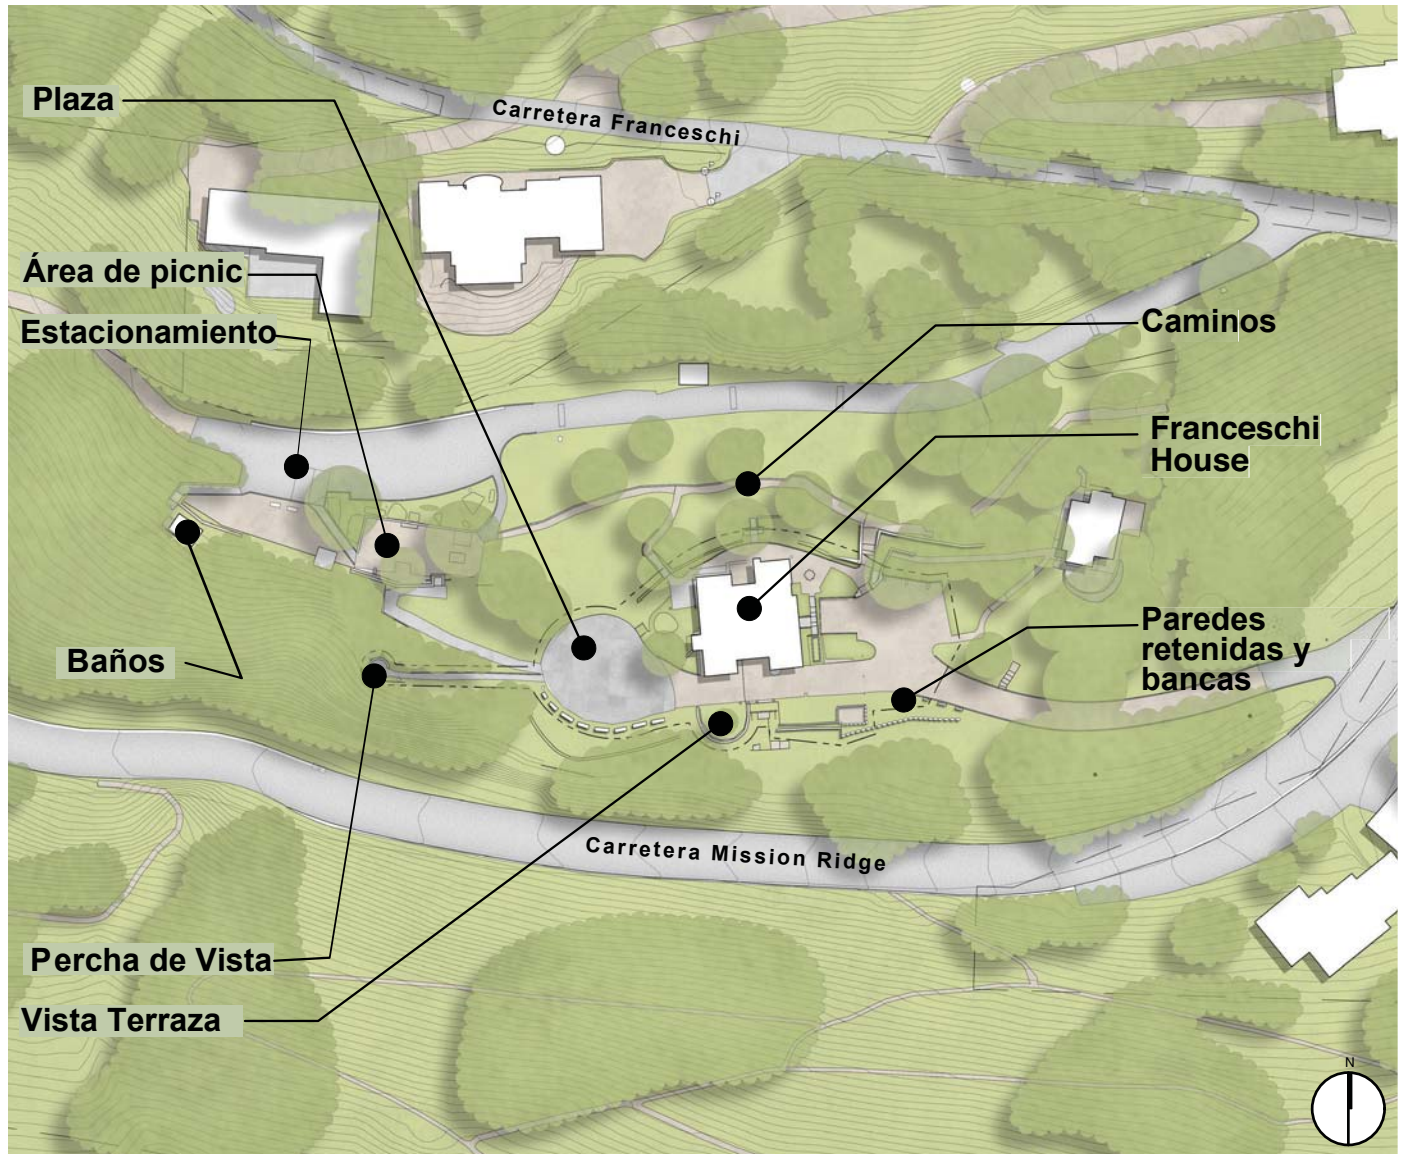 Plaza
Carretera Franceschi
Área de picnic
Estacionamiento
Caminos
Franceschi
House
Paredes
retenidas y
bancas
Baños
Carretera Mission Ridge
Percha de Vista
Vista Terraza
N